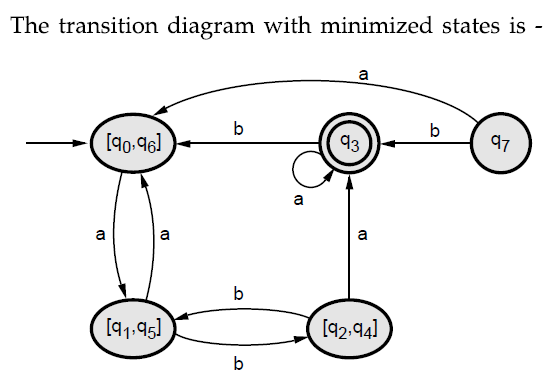 The transition diagram with minimized states is -
a
[q0,q6]
b
q3
b
q7
a
a
a
a
b
[q1,q5]
[q2,q4]
b